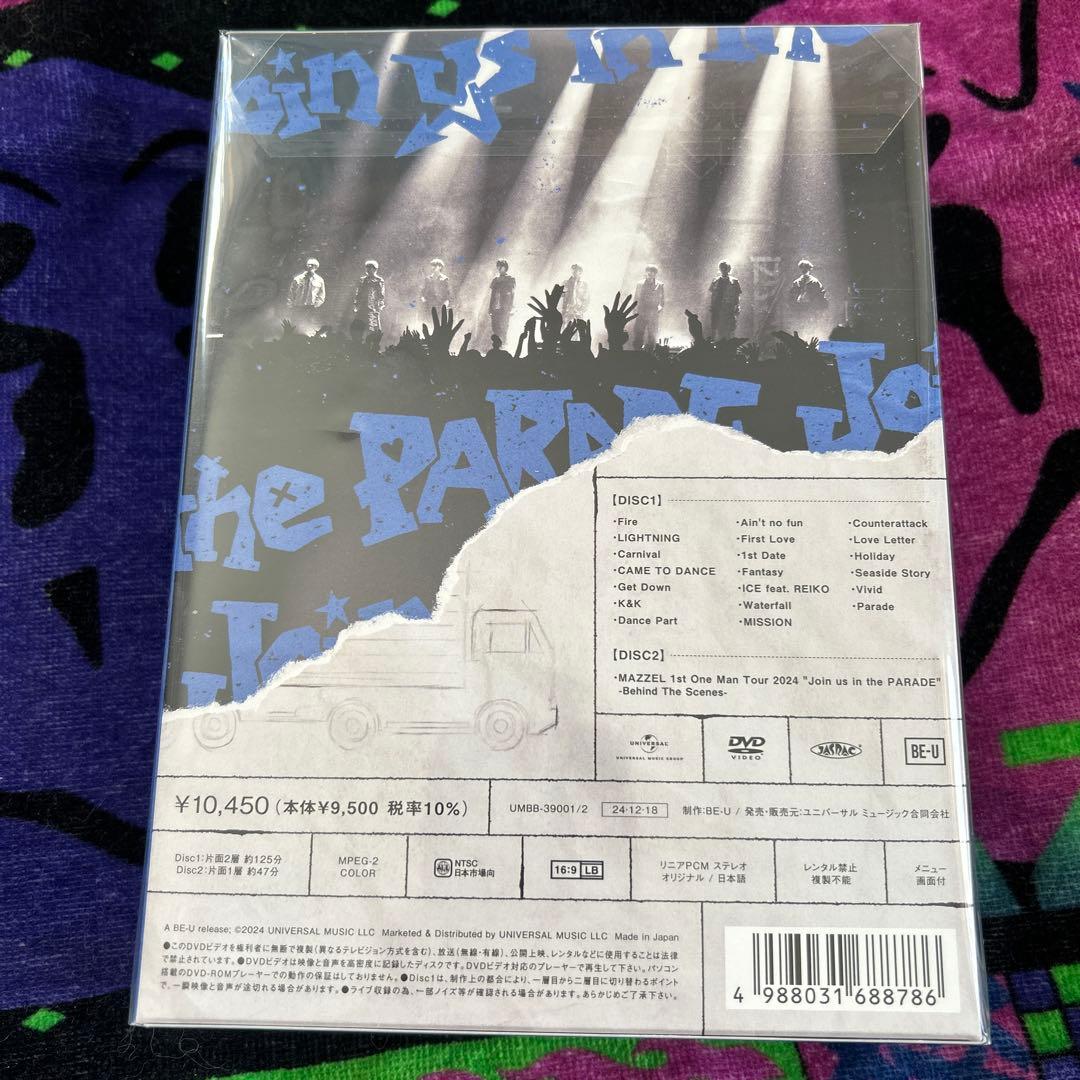 oin us in the
the PARADE Jo
Join
【DISC1】
・Fire
・LIGHTNING
・Carnival
・CAME TO DANCE
・Get Down
・K&K
・Dance Part
・Ain't no fun
・First Love
・1st Date
・Fantasy
・ICE feat. REIKO
・Waterfall
・MISSION
・Counterattack
・Love Letter
・Holiday
・Seaside Story
・Vivid
・Parade
【DISC2】
・MAZZEL 1st One Man Tour 2024 "Join us in the PARADE"
-Behind The Scenes-
UNIVERSAL
UNIVERSAL MUSIC GROUP
DVD
VIDEO
JASRAC
BE-U
¥10,450(本体¥9,500 税率10%)
UMBB-39001/2 24・12・18 制作:BE-U / 発売・販売元:ユニバーサル ミュージック合同会社
Disc1:片面2層 約125分
Disc2:片面1層 約47分
MPEG-2
COLOR
ALL
NTSC
日本市場向
16:9 LB
リニアPCM ステレオ
オリジナル / 日本語
レンタル禁止
複製不能
メニュー
画面付
A BE-U release; ©2024 UNIVERSAL MUSIC LLC Marketed & Distributed by UNIVERSAL MUSIC LLC Made in Japan
●このDVDビデオを権利者に無断で複製(異なるテレビジョン方式を含む)、放送(無線・有線)、公開上映、レンタルなどに使用することは法律
で禁止されています。●DVDビデオは映像と音声を高密度に記録したディスクです。DVDビデオ対応のプレーヤーで再生して下さい。パソコン
搭載のDVD-ROMプレーヤーでの動作の保証はしておりません。●Disc1は、制作上の都合により、一層目から二層目に切り替わるポイント
で、一瞬映像と音声が途切れる場合があります。●ライブ収録の為、一部ノイズ等が確認される場合があります。あらかじめご了承下さい。
4 988031 688786